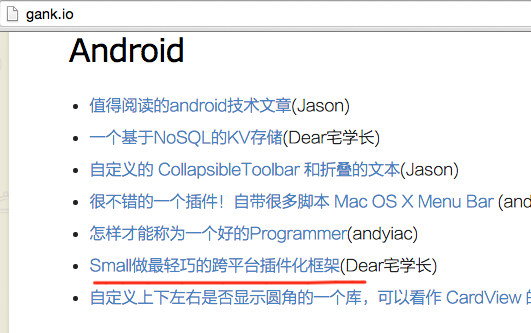 gank.io
Android
值得阅读的android技术文章(Jason)
一个基于NoSQL的KV存储(Dear宅学长)
自定义的 CollapsibleToolbar 和折叠的文本(Jason)
很不错的一个插件！自带很多脚本 Mac OS X Menu Bar (and
怎样才能称为一个好的Programmer(andyiac)
Small做最轻巧的跨平台插件化框架(Dear宅学长)
自定义上下左右是否显示圆角的一个库，可以看作 CardView 的